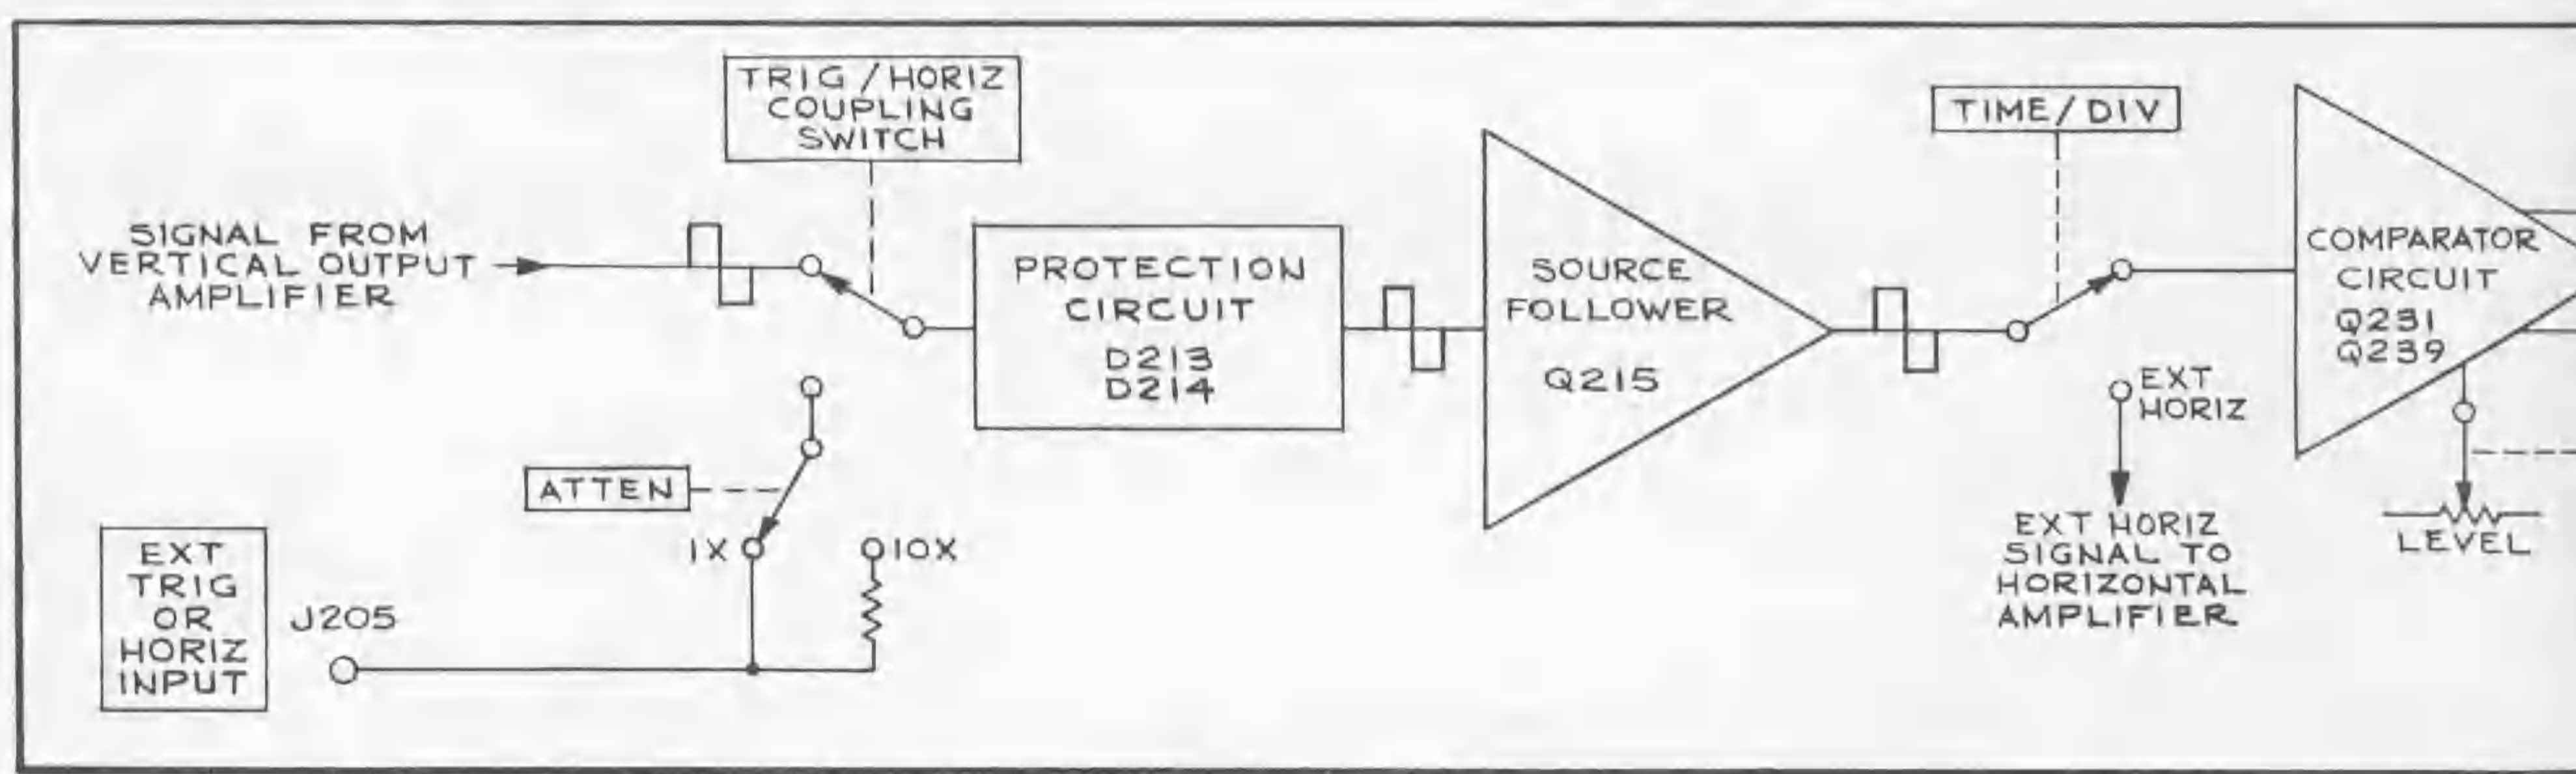 TRIG/HORIZ
COUPLING
SWITCH
TIME/DIV
SIGNAL FROM
VERTICAL OUTPUT
AMPLIFIER
PROTECTION
CIRCUIT
D213
D214
SOURCE
FOLLOWER
Q215
COMPARATOR
CIRCUIT
Q231
Q239
EXT
HORIZ
ATTEN
1X
10X
EXT
TRIG
OR
HORIZ
INPUT
J205
EXT HORIZ
SIGNAL TO
HORIZONTAL
AMPLIFIER
LEVEL